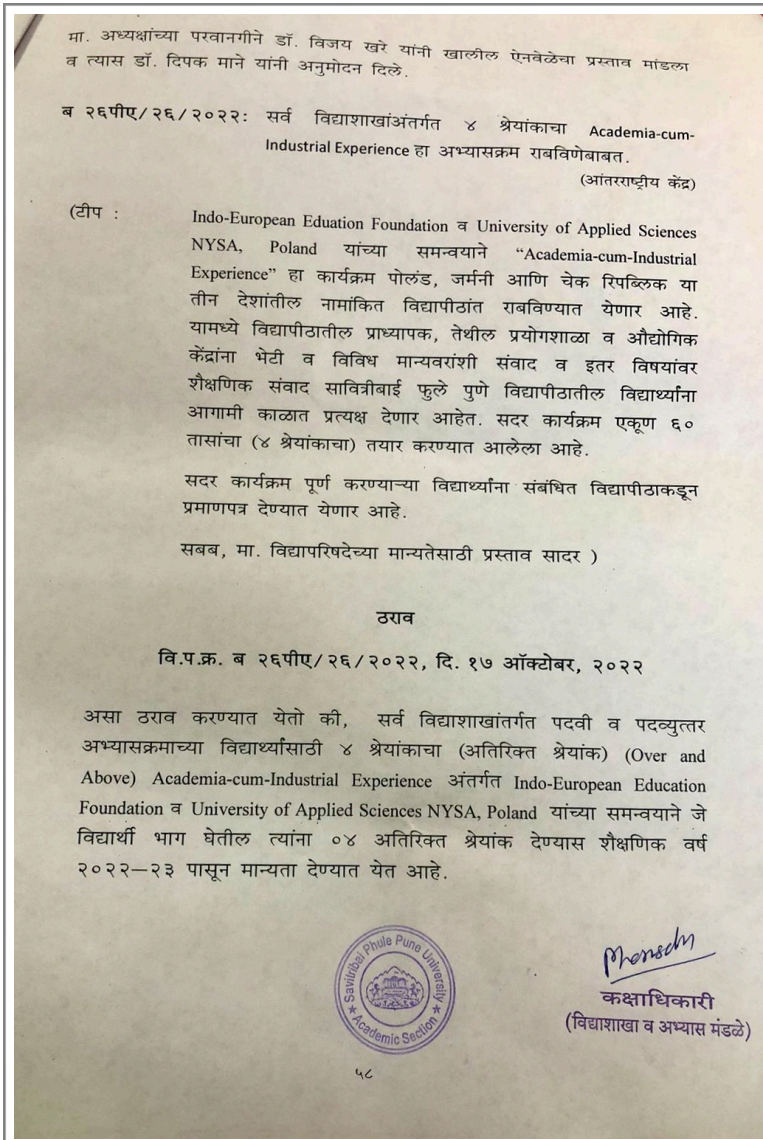 मा. अध्यक्षांच्या परवानगीने डॉ. विजय खरे यांनी खालील ऐनवेळेचा प्रस्ताव मांडला
व त्यास डॉ. दिपक माने यांनी अनुमोदन दिले.
ब २६पीए/२६/२०२२: सर्व विद्याशाखांअंतर्गत ४ श्रेयांकाचा Academia-cum-
Industrial Experience हा अभ्यासक्रम राबविणेबाबत.
(आंतरराष्ट्रीय केंद्र)
(टीप : Indo-European Eduation Foundation व University of Applied Sciences
NYSA, Poland यांच्या समन्वयाने “Academia-cum-Industrial
Experience” हा कार्यक्रम पोलंड, जर्मनी आणि चेक रिपब्लिक या
तीन देशांतील नामांकित विद्यापीठांत राबविण्यात येणार आहे.
यामध्ये विद्यापीठातील प्राध्यापक, तेथील प्रयोगशाळा व औद्योगिक
केंद्रांना भेटी व विविध मान्यवरांशी संवाद व इतर विषयांवर
शैक्षणिक संवाद सावित्रीबाई फुले पुणे विद्यापीठातील विद्यार्थ्यांना
आगामी काळात प्रत्यक्ष देणार आहेत. सदर कार्यक्रम एकूण ६०
तासांचा (४ श्रेयांकाचा) तयार करण्यात आलेला आहे.
सदर कार्यक्रम पूर्ण करण्याऱ्या विद्यार्थ्यांना संबंधित विद्यापीठाकडून
प्रमाणपत्र देण्यात येणार आहे.
सबब, मा. विद्यापरिषदेच्या मान्यतेसाठी प्रस्ताव सादर )
ठराव
वि.प.क्र. ब २६पीए/२६/२०२२, दि. १७ ऑक्टोबर, २०२२
असा ठराव करण्यात येतो की, सर्व विद्याशाखांतर्गत पदवी व पदव्युत्तर
अभ्यासक्रमाच्या विद्यार्थ्यांसाठी ४ श्रेयांकाचा (अतिरिक्त श्रेयांक) (Over and
Above) Academia-cum-Industrial Experience अंतर्गत Indo-European Education
Foundation व University of Applied Sciences NYSA, Poland यांच्या समन्वयाने जे
विद्यार्थी भाग घेतील त्यांना ०४ अतिरिक्त श्रेयांक देण्यास शैक्षणिक वर्ष
२०२२–२३ पासून मान्यता देण्यात येत आहे.
Savitribai Phule Pune University
★ Academic Section ★
कक्षाधिकारी
(विद्याशाखा व अभ्यास मंडळे)
५८